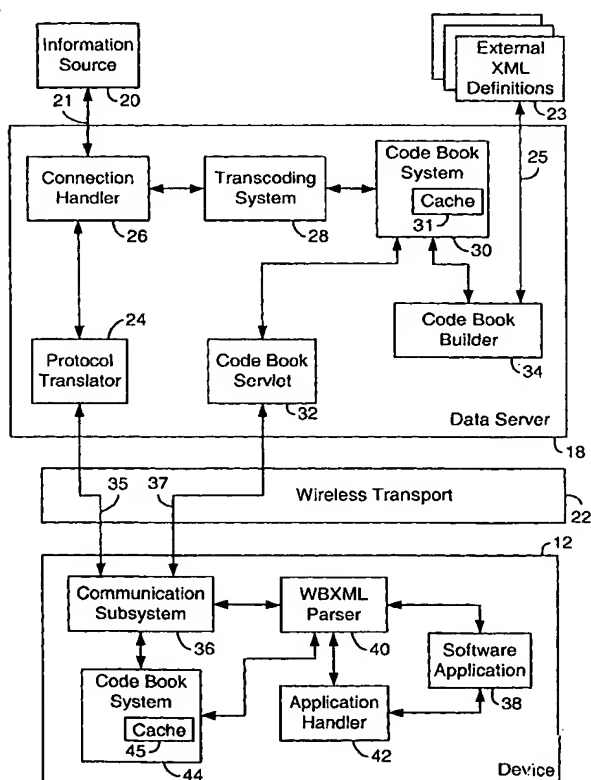 Information
Source
20
21
External
XML
Definitions
23
25
Connection
Handler
26
Transcoding
System
28
Code Book
System
Cache
31
30
24
Protocol
Translator
Code Book
Servlet
32
Code Book
Builder
34
Data Server
18
35
37
Wireless Transport
22
12
Communication
Subsystem
36
WBXML
Parser
40
Software
Application
38
Code Book
System
Cache
45
44
Application
Handler
42
Device